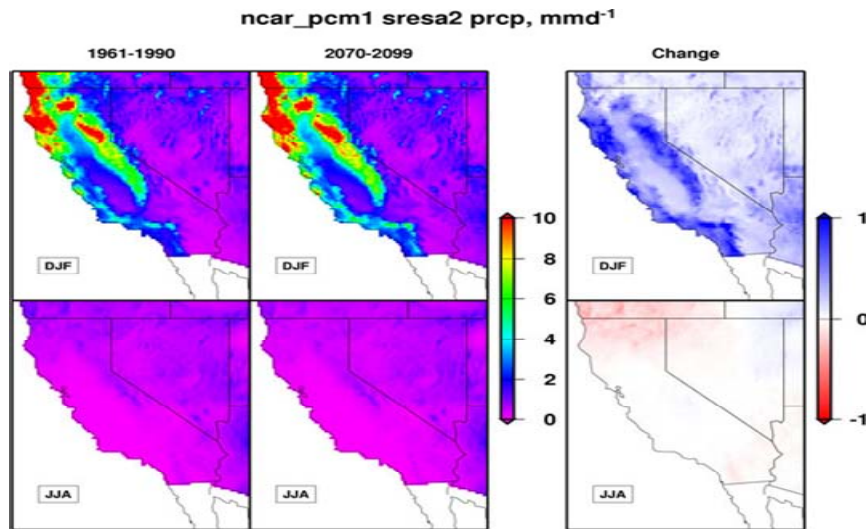 ncar_pcm1 sresa2 prcp, mmd-1
1961-1990
2070-2099
Change
DJF
DJF
10
8
6
4
2
0
DJF
1
0
-1
JJA
JJA
JJA